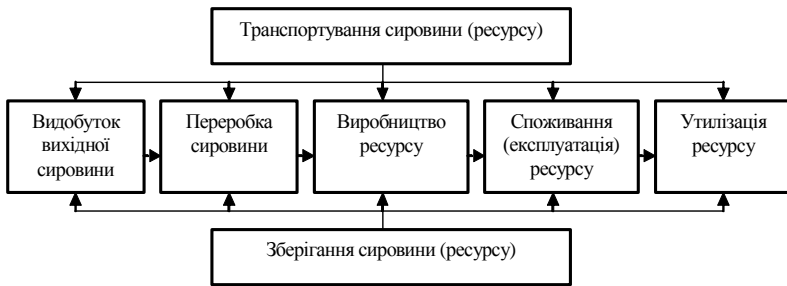 Транспортування сировини (ресурсу)
Видобуток
вихідної
сировини
Переробка
сировини
Виробництво
ресурсу
Споживання
(експлуатація)
ресурсу
Утилізація
ресурсу
Зберігання сировини (ресурсу)